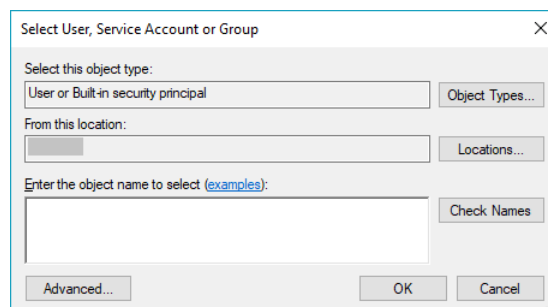 Select User, Service Account or Group
Select this object type:
User or Built-in security principal
Object Types...
From this location:
Locations...
Enter the object name to select (examples):
Check Names
Advanced...
OK
Cancel